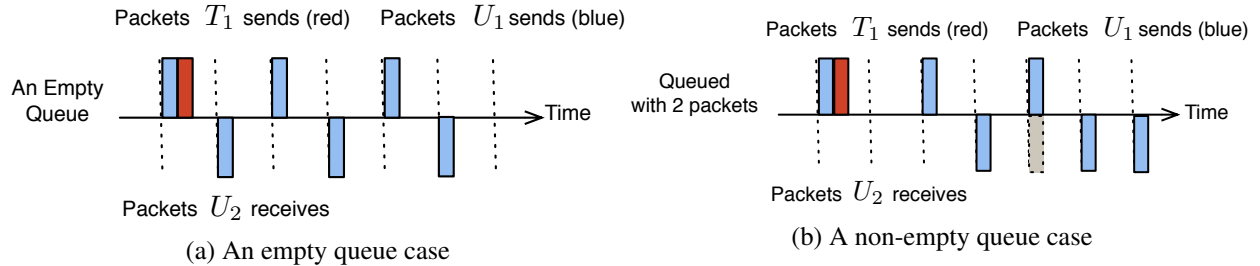 Packets T1 sends (red) Packets U1 sends (blue)
An Empty
Queue
Time
Packets U2 receives
(a) An empty queue case
Packets T1 sends (red) Packets U1 sends (blue)
Queued
with 2 packets
Time
Packets U2 receives
(b) A non-empty queue case